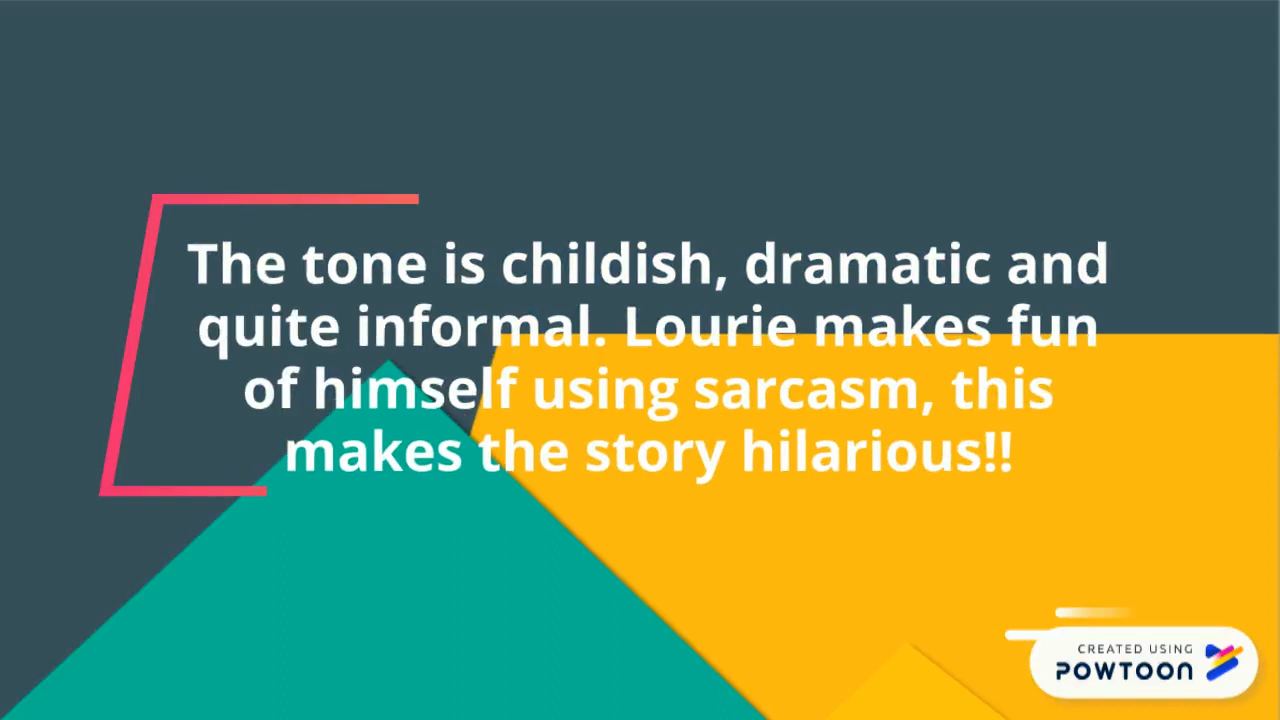 The tone is childish, dramatic and
quite informal. Lourie makes fun
of himself using sarcasm, this
makes the story hilarious!!
CREATED USING
POWTOON